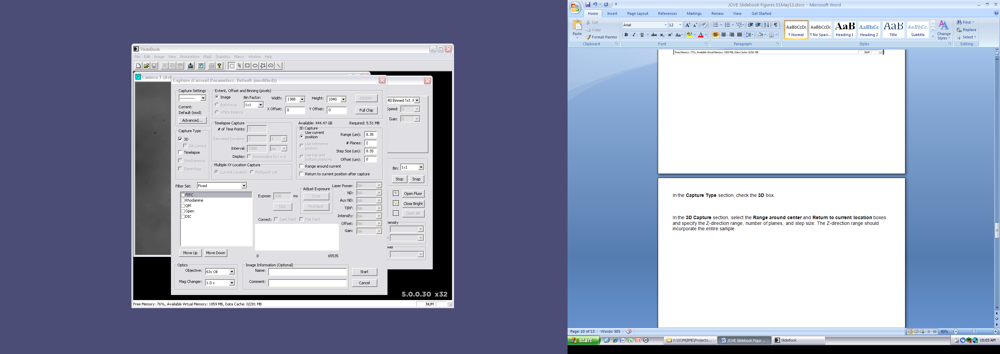 SlideBook
File Edit Image View Annotations Mask Statistics Macro Window Help
Camera 1 (Axi
Capture (Current Parameters: Default (modified))
Capture Settings
-----------
Current:
Default (mod)
Advanced...
Extent, Offset and Binning (pixels)
Image
Autofocus
White Balance
Bin Factor:
1x1
Width: 1388
Height: 1040
Update
X Offset: 0
Y Offset: 0
Full Chip
Capture Type
3D
SA Correct
Timelapse
Simultaneous
Stereology
Timelapse Capture
# of Time Points: 1
Estimated Duration: 1 s
Interval: 1000 ms
Display: Renormalize to t = 0
Multiple XY Location Capture
Current Location Multipoint List
Available: 444.47 GB Required: 5.51 MB
3D Capture
Use current
position
Use reference
position
Use top and
bottom positions
Range (um): 8.35
# Planes: 2
Step Size (um): 8.35
Offset (um): 0
Range around current
Return to current position after capture
Filter Set: Fixed
FITC
Rhodamine
QM
Open
DIC
Move Up Move Down
Expose: 100 ms
Test
Adjust Exposure
Once
Find Best
Correct: Dark Field Flat Field
0 65535
Laser Power: NA
ND: NA
Aux ND: NA
TIRF: NA
Intensify: NA
Offset: NA
Gain: NA
Optics
Objective: 63x Oil
Mag Changer: 1.0 x
Image Information (Optional)
Name:
Comment:
Start
Cancel
40 Binned 1x1, M
Speed: 0
Gain: 0
Bin: 1x1
Stop Snap
Open Fluor
Close Bright
Open Alt
Density
:
wer
5.0.0.30 x32
Free Memory: 76%, Available Virtual Memory: 1859 MB, Data Cache: 0/281 MB NUM
JOVE Slidebook Figures 01May13.docx - Microsoft Word
Home Insert Page Layout References Mailings Review View Get Started
Paste
Cut
Copy
Format Painter
Clipboard
Arial 12
Font
Paragraph
AaBbCcDc AaBbCcDc AaB AaBbCc AaB AaBbCc.
¶ Normal ¶ No Spaci... Heading 1 Heading 2 Title Subtitle
Change
Styles
Styles
Find
Replace
Select
Editing
Free Memory: 77%, Available Virtual Memory: 1859 MB, Data Cache: 0/281 MB NUM
In the Capture Type section, check the 3D box.
In the 3D Capture section, select the Range around center and Return to current location boxes
and specify the Z-direction range, number of planes, and step size. The Z-direction range should
incorporate the entire sample.
Page: 10 of 13 Words: 505 90%
start X:\SOM\BME\Projects... JOVE Slidebook Figur... SlideBook 10:03 AM